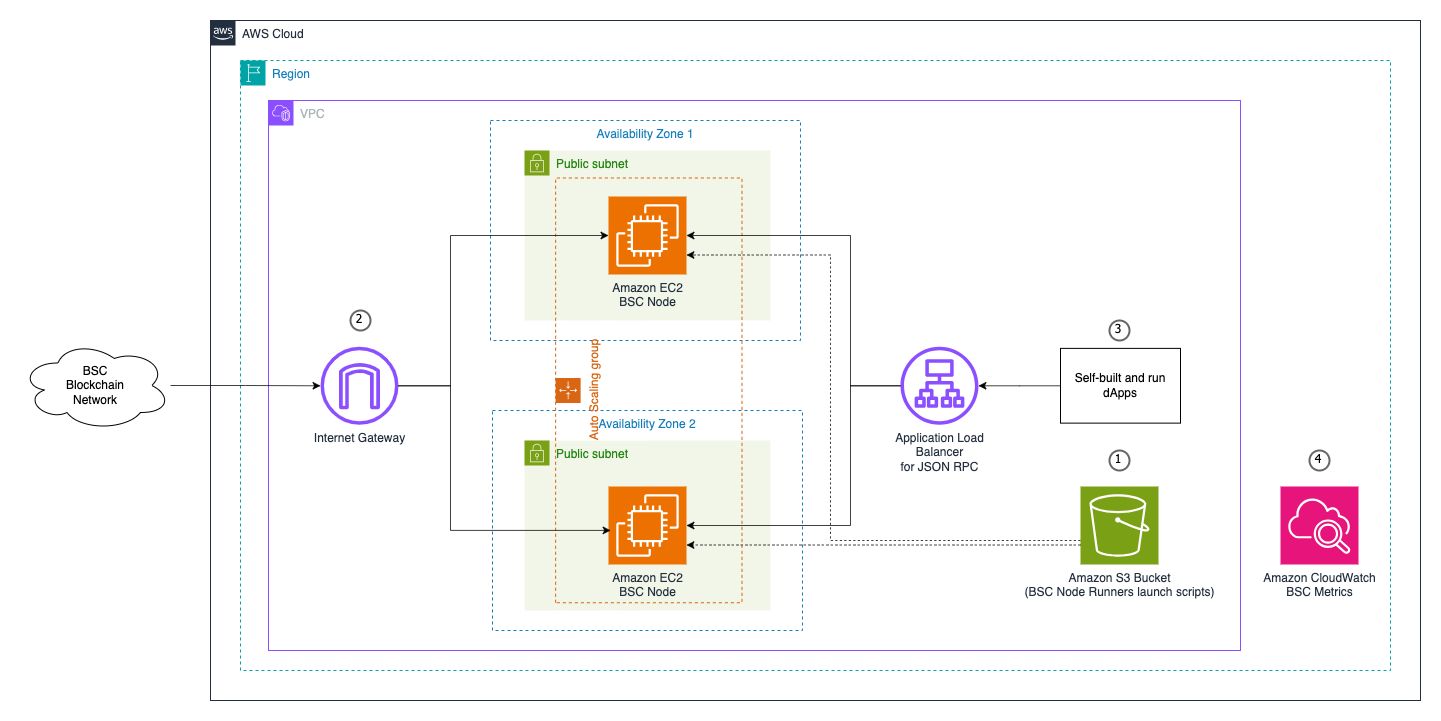 aws
AWS Cloud
Region
VPC
Availability Zone 1
Public subnet
Amazon EC2
BSC Node
2
BSC
Blockchain
Network
Internet Gateway
Auto Scaling group
Availability Zone 2
Public subnet
Amazon EC2
BSC Node
Application Load
Balancer
for JSON RPC
3
Self-built and run
dApps
1
Amazon S3 Bucket
(BSC Node Runners launch scripts)
4
Amazon CloudWatch
BSC Metrics